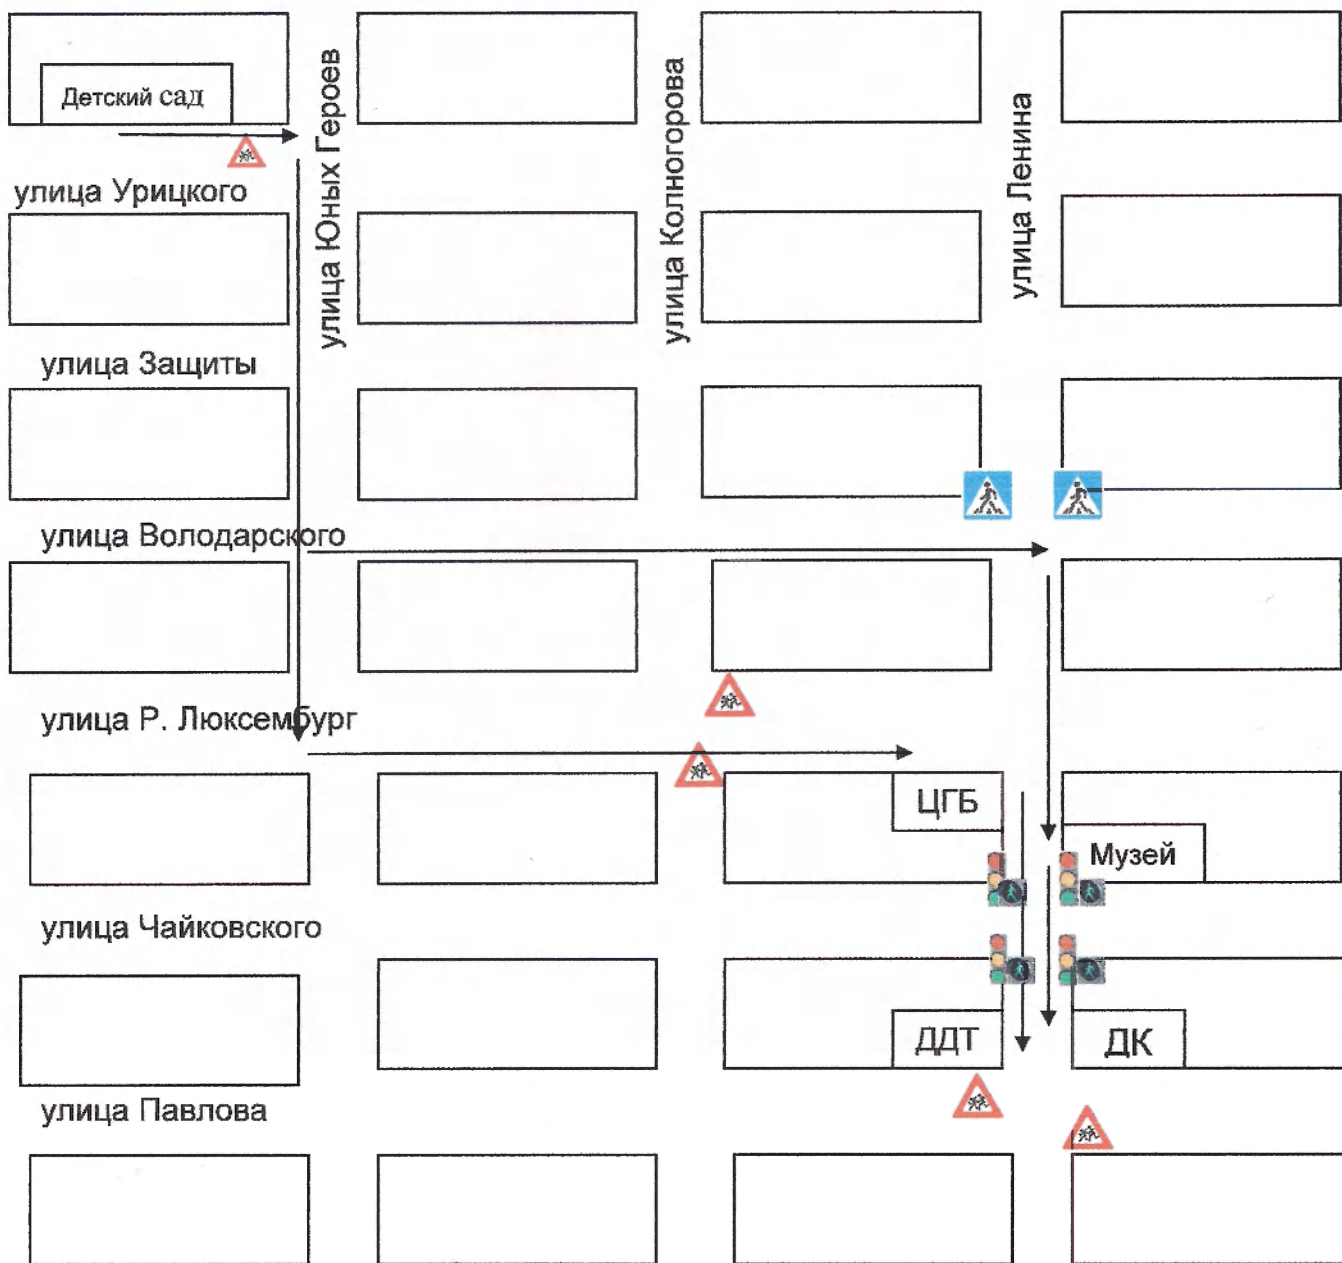 Детский сад
улица Юных Героев
улица Колногорова
улица Ленина
улица Урицкого
улица Защиты
улица Володарского
улица Р. Люксембург
ЦГБ
Музей
улица Чайковского
ДДТ
ДК
улица Павлова